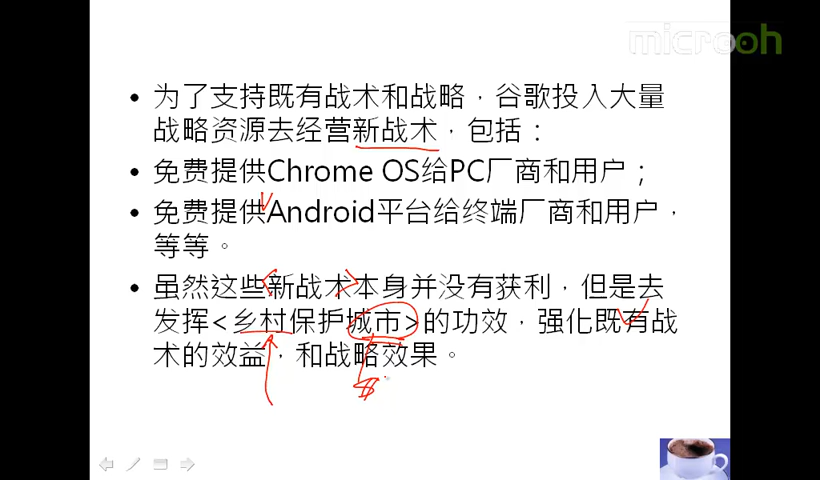 microoh
为了支持既有战术和战略，谷歌投入大量
战略资源去经营新战术，包括：
免费提供Chrome OS给PC厂商和用户；
免费提供Android平台给终端厂商和用户，
等等。
虽然这些新战术本身并没有获利，但是去
发挥<乡村保护城市>的功效，强化既有战
术的效益，和战略效果。
$